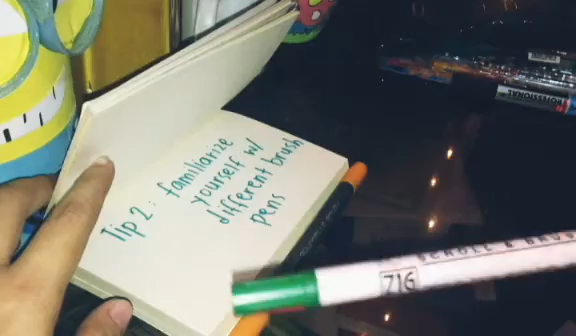 Tip 2: familiarize
yourself w/
different brush
pens
SCROLL & BRUSH
716
PROFESSIONAL